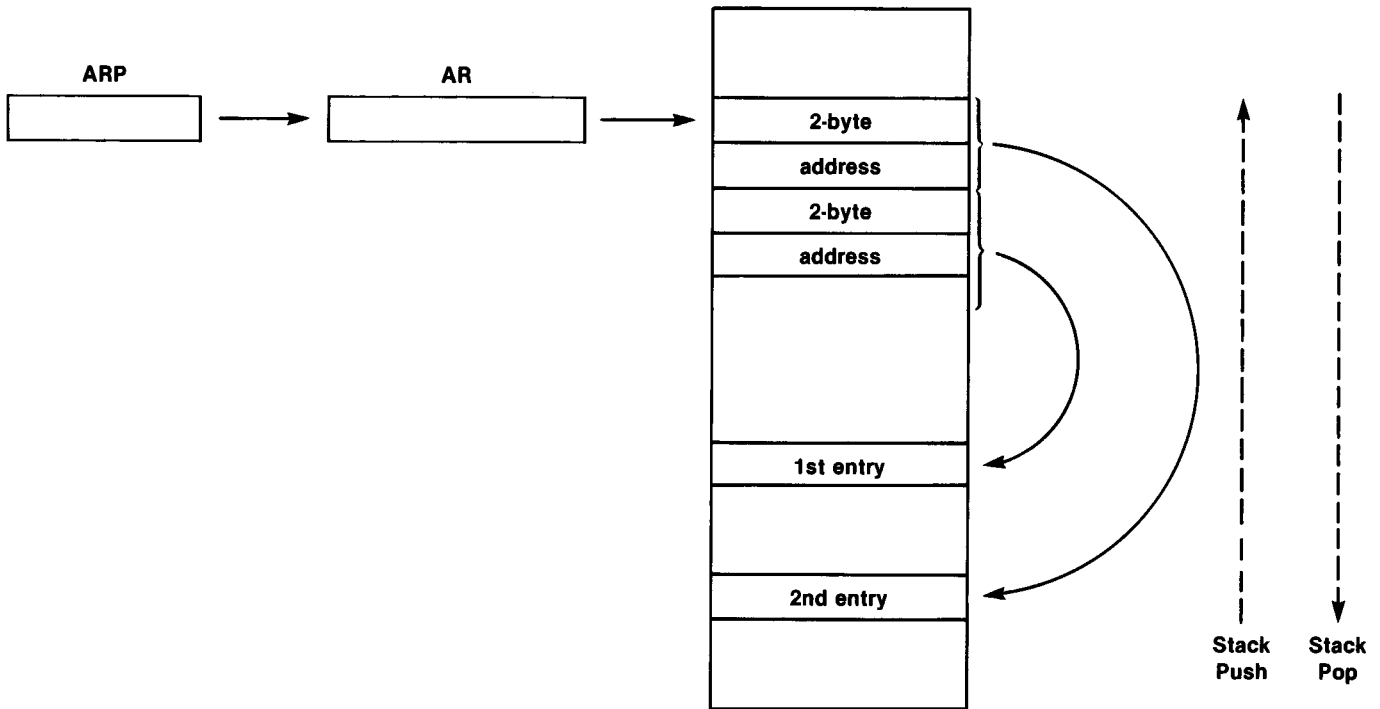 ARP
AR
2-byte
address
2-byte
address
1st entry
2nd entry
Stack
Push
Stack
Pop